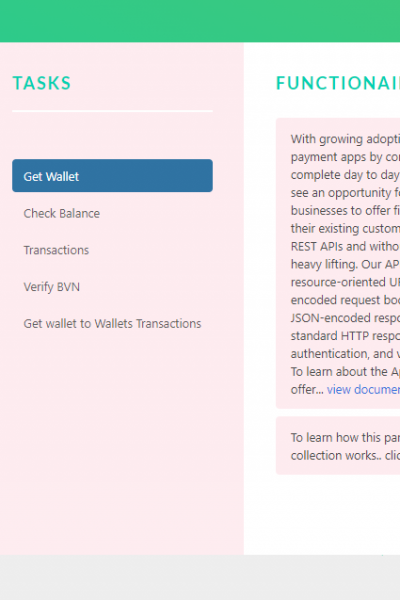 TASKS
Get Wallet
Check Balance
Transactions
Verify BVN
Get wallet to Wallets Transactions
FUNCTIONAI
With growing adopti
payment apps by co
complete day to day
see an opportunity f
businesses to offer fi
their existing custom
REST APIs and witho
heavy lifting. Our AP
resource-oriented U
encoded request bo
JSON-encoded respo
standard HTTP respo
authentication, and v
To learn about the A
offer... view documen
To learn how this par
collection works.. clic